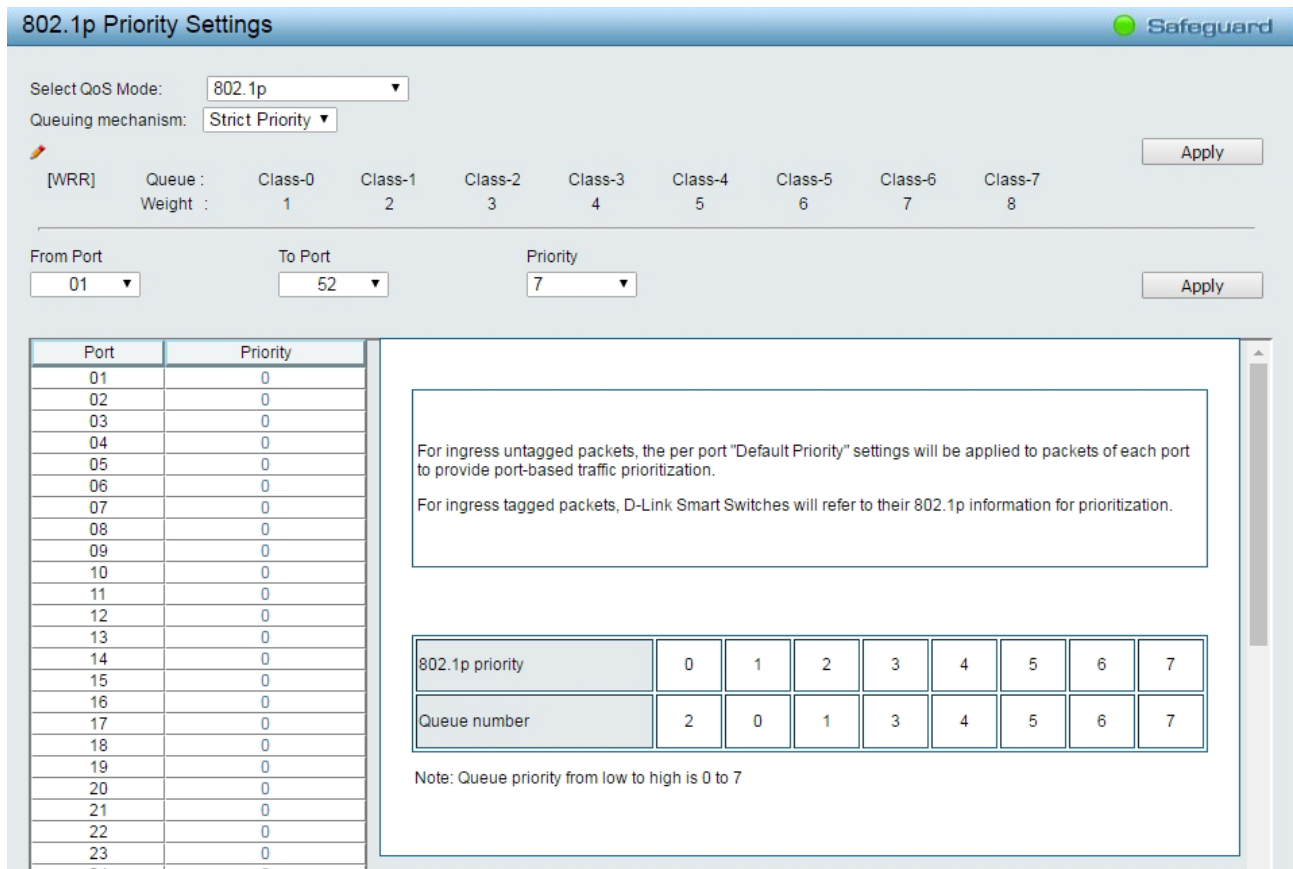 802.1p Priority Settings
Safeguard
Select QoS Mode: 802.1p
Queuing mechanism: Strict Priority
Apply
[WRR] Queue : Class-0 Class-1 Class-2 Class-3 Class-4 Class-5 Class-6 Class-7
Weight : 1 2 3 4 5 6 7 8
From Port To Port Priority
01 52 7 Apply
Port Priority
01 0
02 0
03 0
04 0
05 0
06 0
07 0
08 0
09 0
10 0
11 0
12 0
13 0
14 0
15 0
16 0
17 0
18 0
19 0
20 0
21 0
22 0
23 0
For ingress untagged packets, the per port "Default Priority" settings will be applied to packets of each port
to provide port-based traffic prioritization.
For ingress tagged packets, D-Link Smart Switches will refer to their 802.1p information for prioritization.
802.1p priority 0 1 2 3 4 5 6 7
Queue number 2 0 1 3 4 5 6 7
Note: Queue priority from low to high is 0 to 7